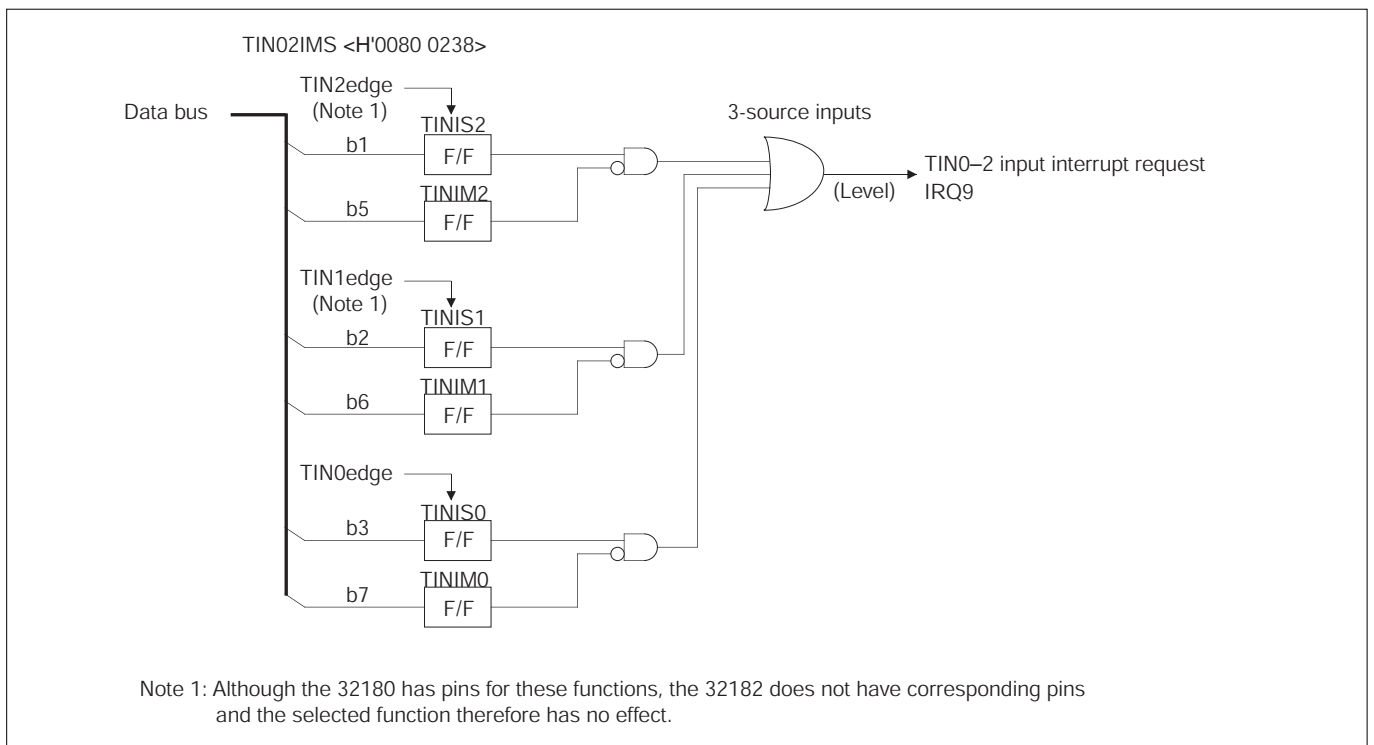 TIN02IMS <H'0080 0238>
TIN2edge
(Note 1)
Data bus
3-source inputs
TINIS2
b1
F/F
TIN0–2 input interrupt request
(Level)
IRQ9
TINIM2
b5
F/F
TIN1edge
(Note 1)
TINIS1
b2
F/F
TINIM1
b6
F/F
TIN0edge
TINIS0
b3
F/F
TINIM0
b7
F/F
Note 1: Although the 32180 has pins for these functions, the 32182 does not have corresponding pins
and the selected function therefore has no effect.